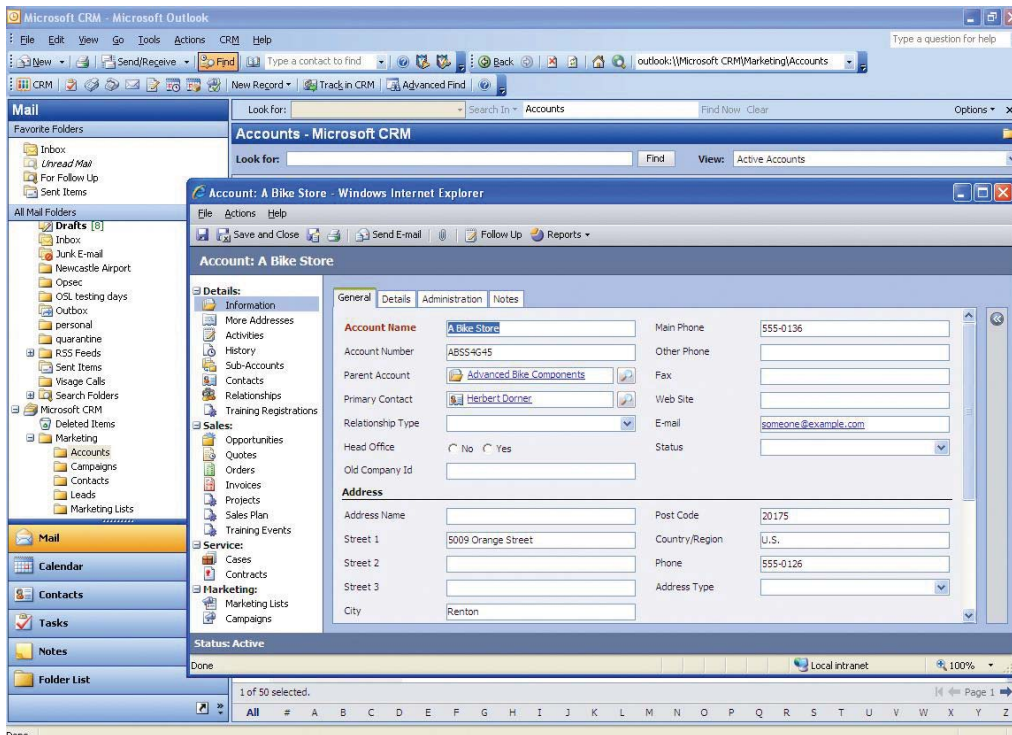 Microsoft CRM - Microsoft Outlook
File Edit View Go Tools Actions CRM Help
Type a question for help
New Send/Receive Find Type a contact to find Back outlook:\\Microsoft CRM\Marketing\Accounts
CRM New Record Track in CRM Advanced Find
Mail
Look for: Search In Accounts Find Now Clear Options
Favorite Folders
Accounts - Microsoft CRM
Look for: Find View: Active Accounts
Inbox
Unread Mail
For Follow Up
Sent Items
All Mail Folders
Drafts [8]
Inbox
Junk E-mail
Newcastle Airport
Opsec
OSL testing days
Outbox
personal
quarantine
RSS Feeds
Sent Items
Visage Calls
Search Folders
Microsoft CRM
Deleted Items
Marketing
Accounts
Campaigns
Contacts
Leads
Marketing Lists
Mail
Calendar
Contacts
Tasks
Notes
Folder List
Account: A Bike Store - Windows Internet Explorer
File Actions Help
Save and Close Send E-mail Follow Up Reports
Account: A Bike Store
Details:
Information
More Addresses
Activities
History
Sub-Accounts
Contacts
Relationships
Training Registrations
Sales:
Opportunities
Quotes
Orders
Invoices
Projects
Sales Plan
Training Events
Service:
Cases
Contracts
Marketing:
Marketing Lists
Campaigns
General Details Administration Notes
Account Name A Bike Store Main Phone 555-0136
Account Number ABSS4G45 Other Phone
Parent Account Advanced Bike Components Fax
Primary Contact Herbert Dorner Web Site
Relationship Type E-mail someone@example.com
Head Office No Yes Status
Old Company Id
Address
Address Name Post Code 20175
Street 1 5009 Orange Street Country/Region U.S.
Street 2 Phone 555-0126
Street 3 Address Type
City Renton
Status: Active
Done Local intranet 100%
1 of 50 selected. Page 1
All # A B C D E F G H I J K L M N O P Q R S T U V W X Y Z